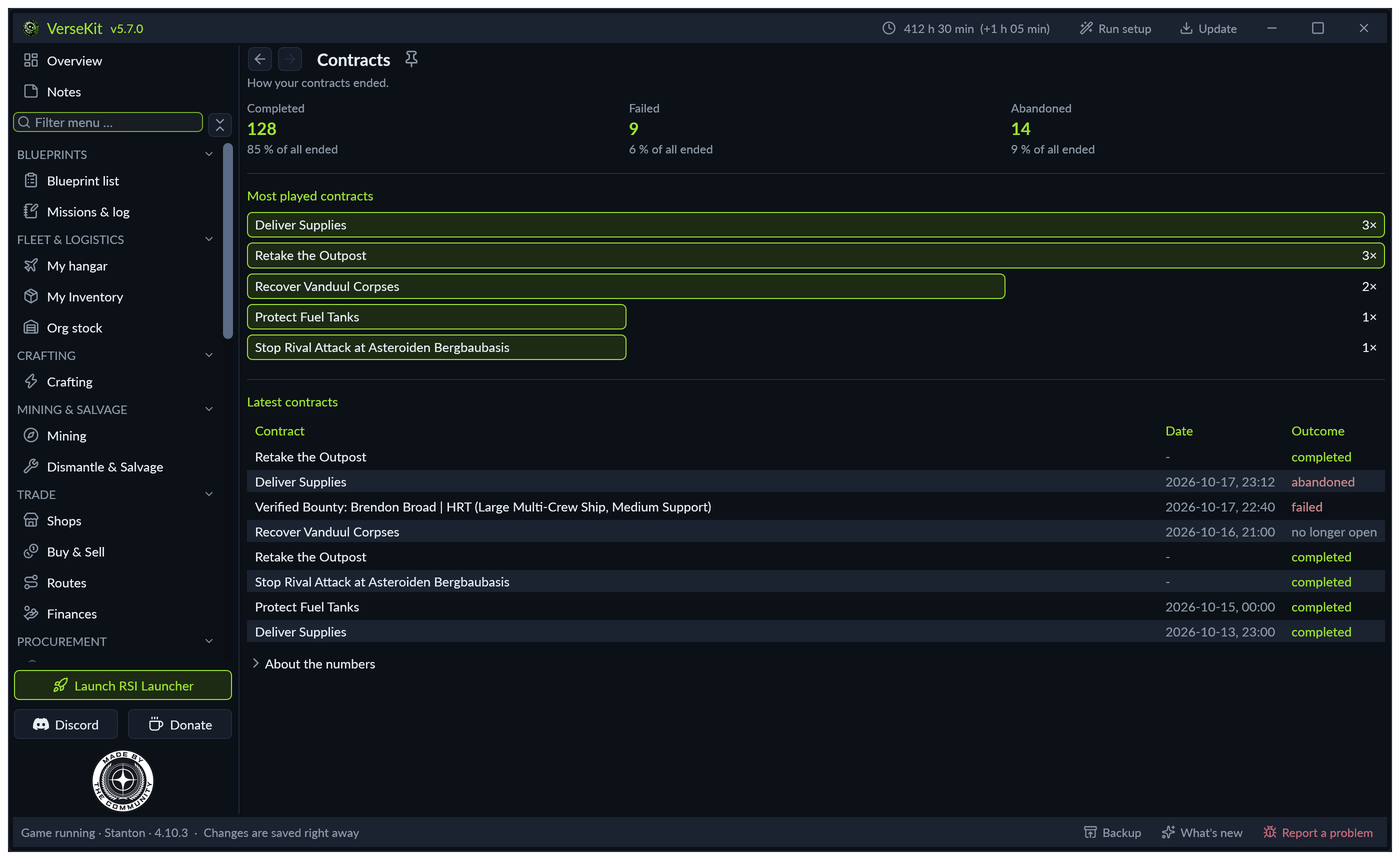 VerseKit v5.7.0
412 h 30 min (+1 h 05 min)
Run setup
Update
Overview
Notes
Filter menu ...
BLUEPRINTS
Blueprint list
Missions & log
FLEET & LOGISTICS
My hangar
My Inventory
Org stock
CRAFTING
Crafting
MINING & SALVAGE
Mining
Dismantle & Salvage
TRADE
Shops
Buy & Sell
Routes
Finances
PROCUREMENT
Launch RSI Launcher
Discord
Donate
MADE BY THE COMMUNITY
Contracts
How your contracts ended.
Completed
128
85 % of all ended
Failed
9
6 % of all ended
Abandoned
14
9 % of all ended
Most played contracts
Deliver Supplies 3×
Retake the Outpost 3×
Recover Vanduul Corpses 2×
Protect Fuel Tanks 1×
Stop Rival Attack at Asteroiden Bergbaubasis 1×
Latest contracts
Contract Date Outcome
Retake the Outpost - completed
Deliver Supplies 2026-10-17, 23:12 abandoned
Verified Bounty: Brendon Broad | HRT (Large Multi-Crew Ship, Medium Support) 2026-10-17, 22:40 failed
Recover Vanduul Corpses 2026-10-16, 21:00 no longer open
Retake the Outpost - completed
Stop Rival Attack at Asteroiden Bergbaubasis - completed
Protect Fuel Tanks 2026-10-15, 00:00 completed
Deliver Supplies 2026-10-13, 23:00 completed
About the numbers
Game running · Stanton · 4.10.3 · Changes are saved right away
Backup
What's new
Report a problem